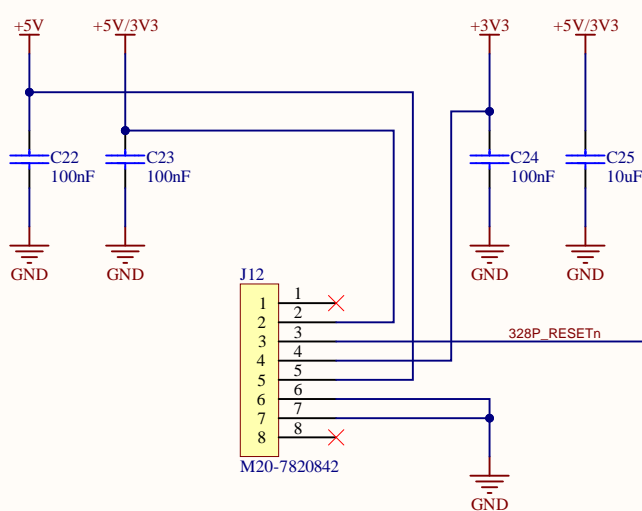 +5V
+5V/3V3
+3V3
+5V/3V3
C22
100nF
C23
100nF
C24
100nF
C25
10uF
GND
GND
GND
GND
J12
1 1
2 2
3 3
328P_RESETn
4 4
5 5
6 6
7 7
8 8
M20-7820842
GND